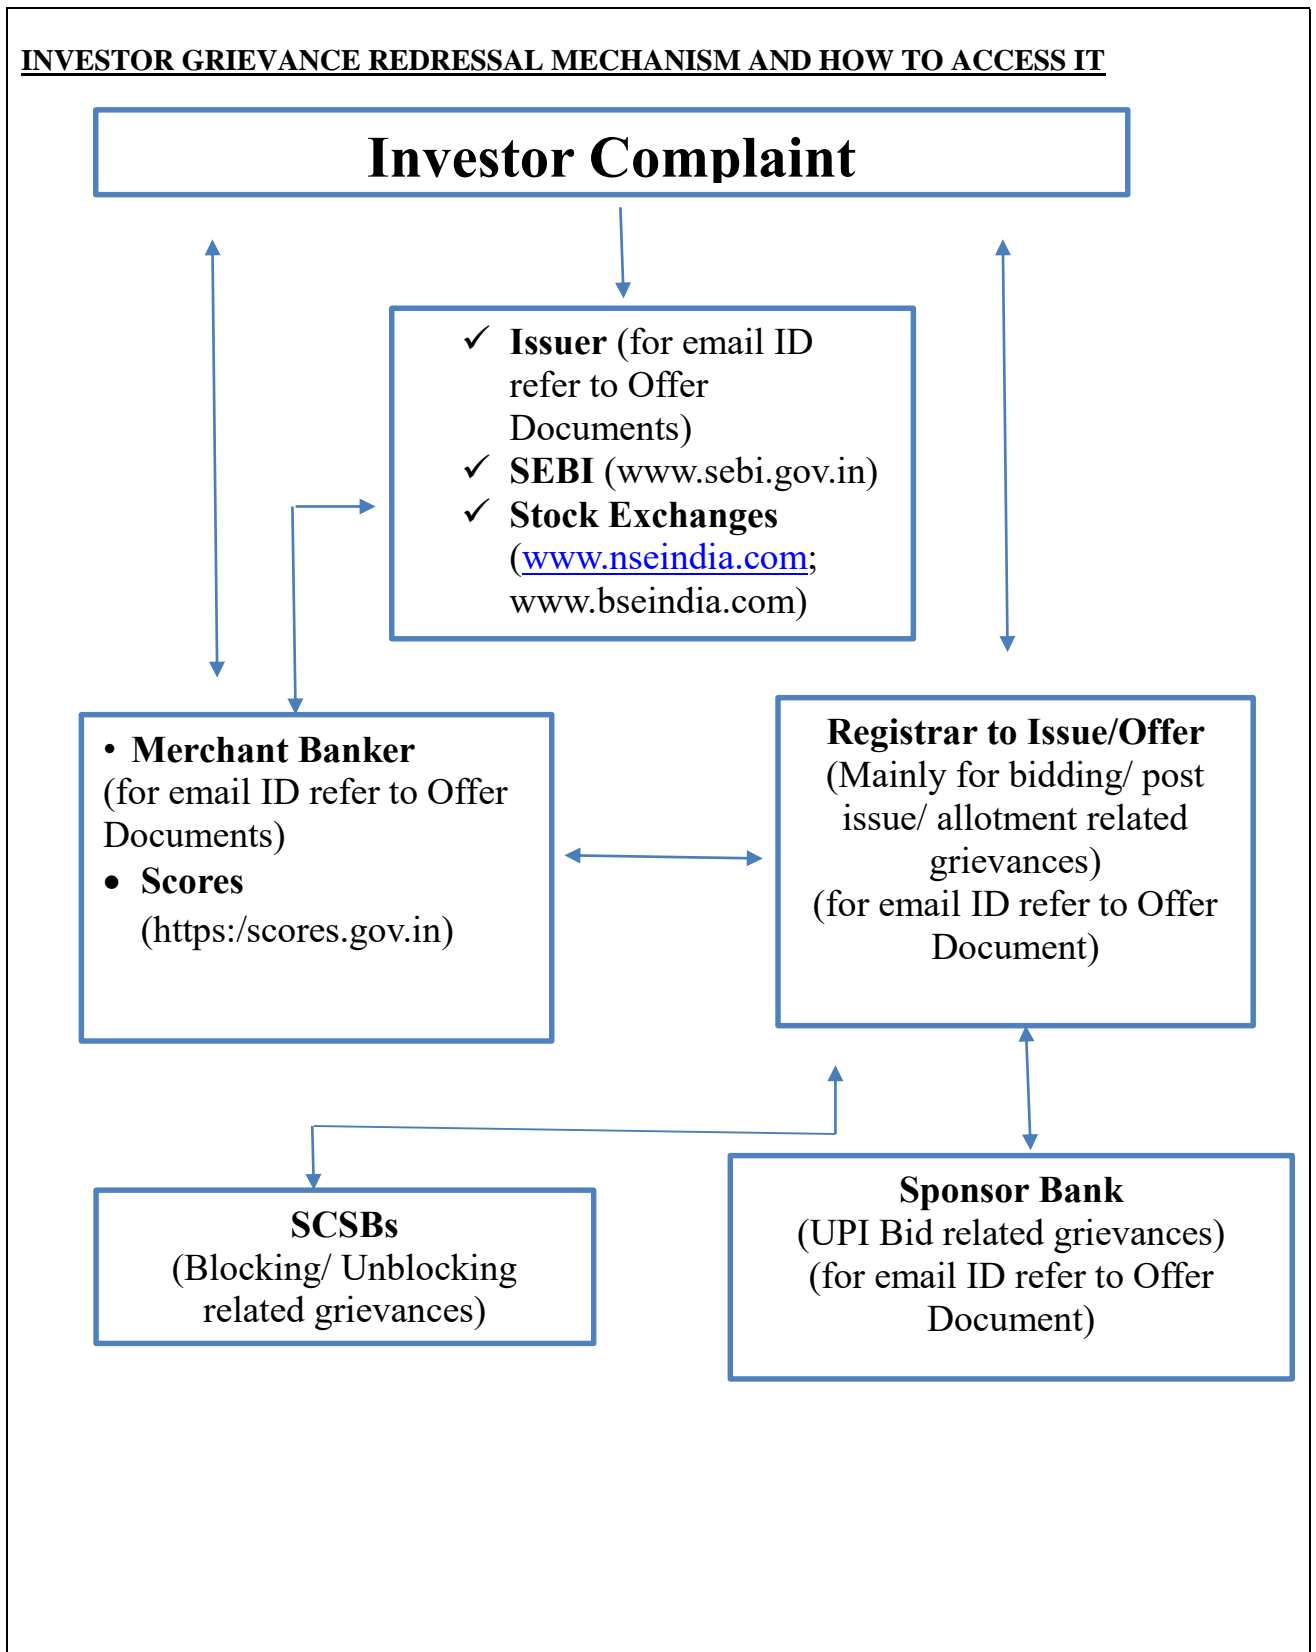 INVESTOR GRIEVANCE REDRESSAL MECHANISM AND HOW TO ACCESS IT
Investor Complaint
✓ Issuer (for email ID
refer to Offer
Documents)
✓ SEBI (www.sebi.gov.in)
✓ Stock Exchanges
(www.nseindia.com;
www.bseindia.com)
• Merchant Banker
(for email ID refer to Offer
Documents)
• Scores
(https:/scores.gov.in)
Registrar to Issue/Offer
(Mainly for bidding/ post
issue/ allotment related
grievances)
(for email ID refer to Offer
Document)
SCSBs
(Blocking/ Unblocking
related grievances)
Sponsor Bank
(UPI Bid related grievances)
(for email ID refer to Offer
Document)